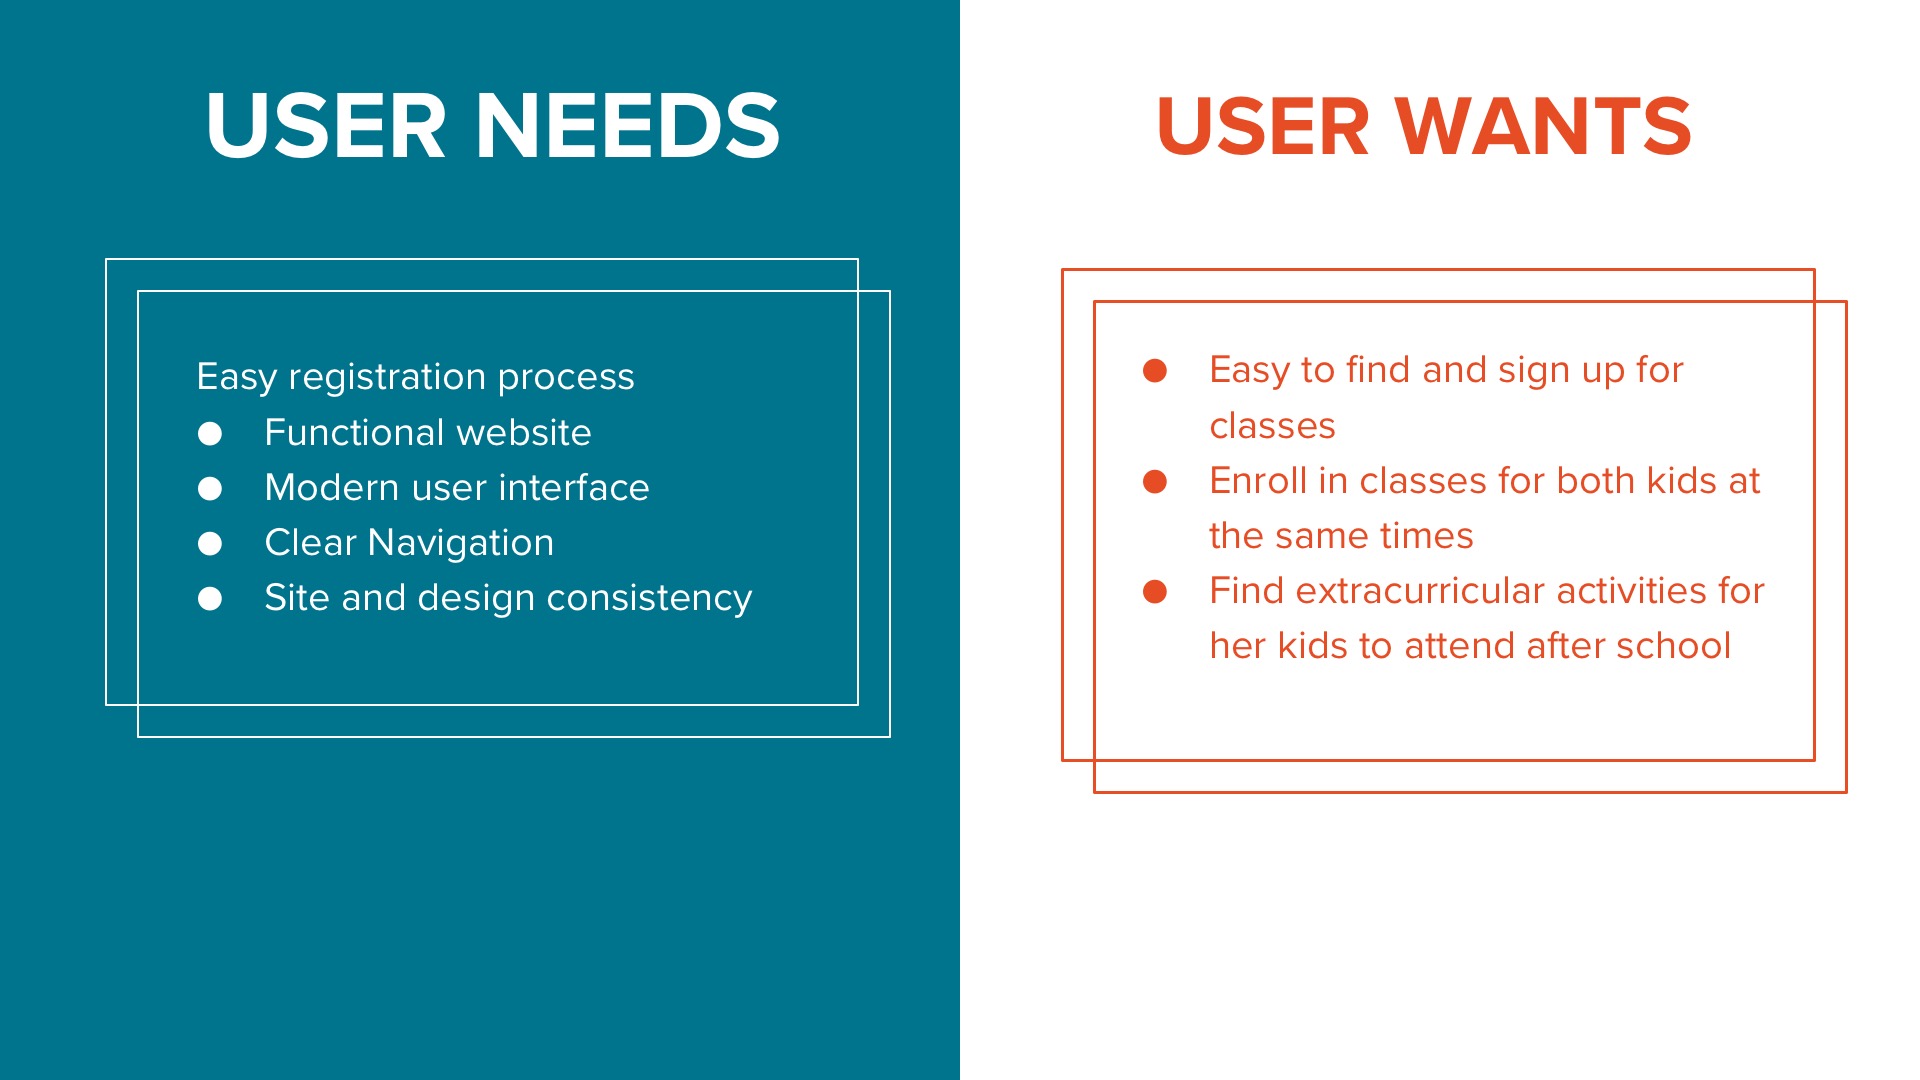 USER NEEDS
Easy registration process
● Functional website
● Modern user interface
● Clear Navigation
● Site and design consistency
USER WANTS
● Easy to find and sign up for
classes
● Enroll in classes for both kids at
the same times
● Find extracurricular activities for
her kids to attend after school